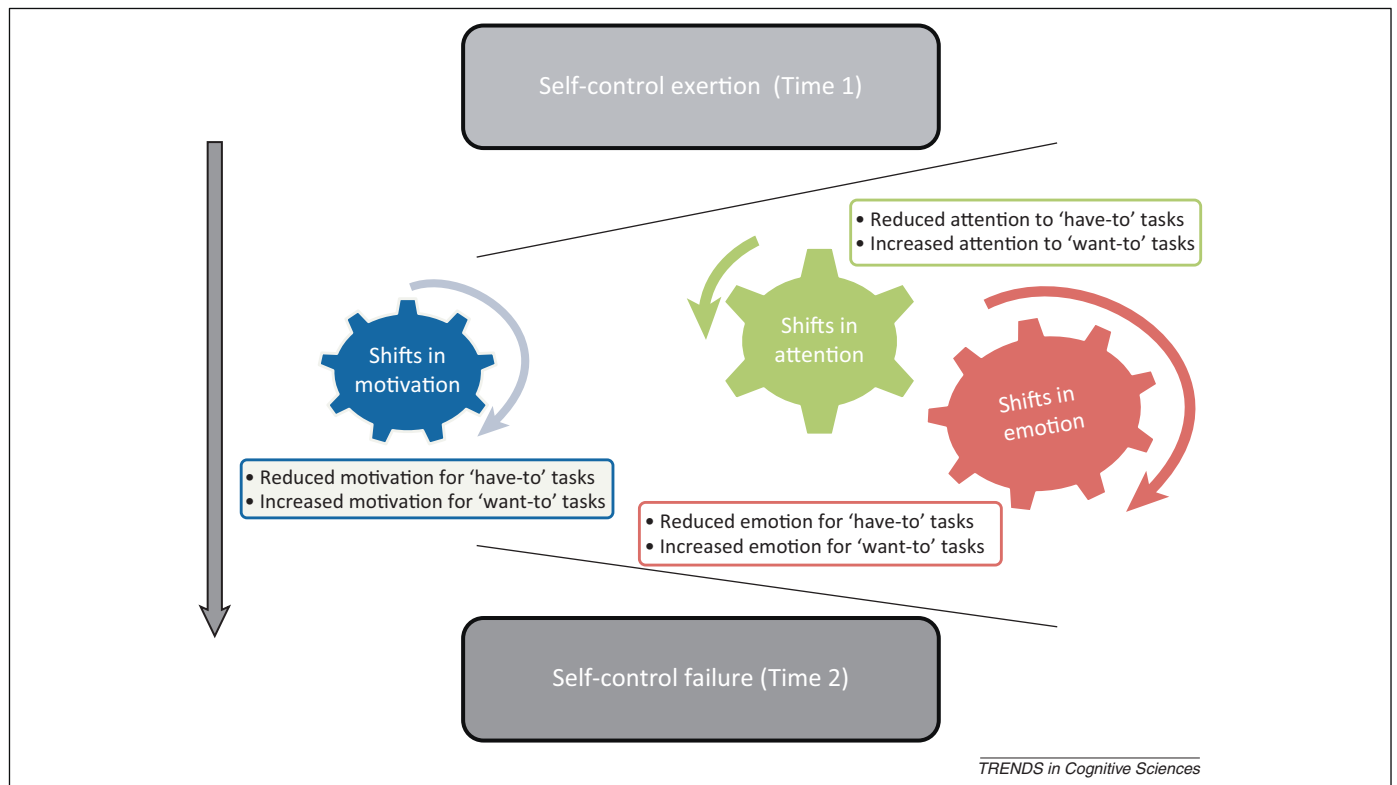 Self-control exertion (Time 1)
• Reduced attention to ‘have-to’ tasks
• Increased attention to ‘want-to’ tasks
Shifts in
attention
Shifts in
motivation
Shifts in
emotion
• Reduced motivation for ‘have-to’ tasks
• Increased motivation for ‘want-to’ tasks
• Reduced emotion for ‘have-to’ tasks
• Increased emotion for ‘want-to’ tasks
Self-control failure (Time 2)
TRENDS in Cognitive Sciences